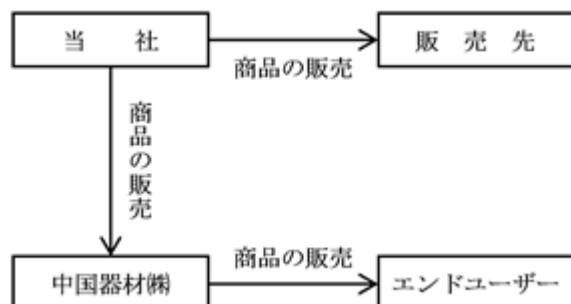 当　　社
販　売　先
商品の販売
商品の販売
中国器材㈱
商品の販売
エンドユーザー